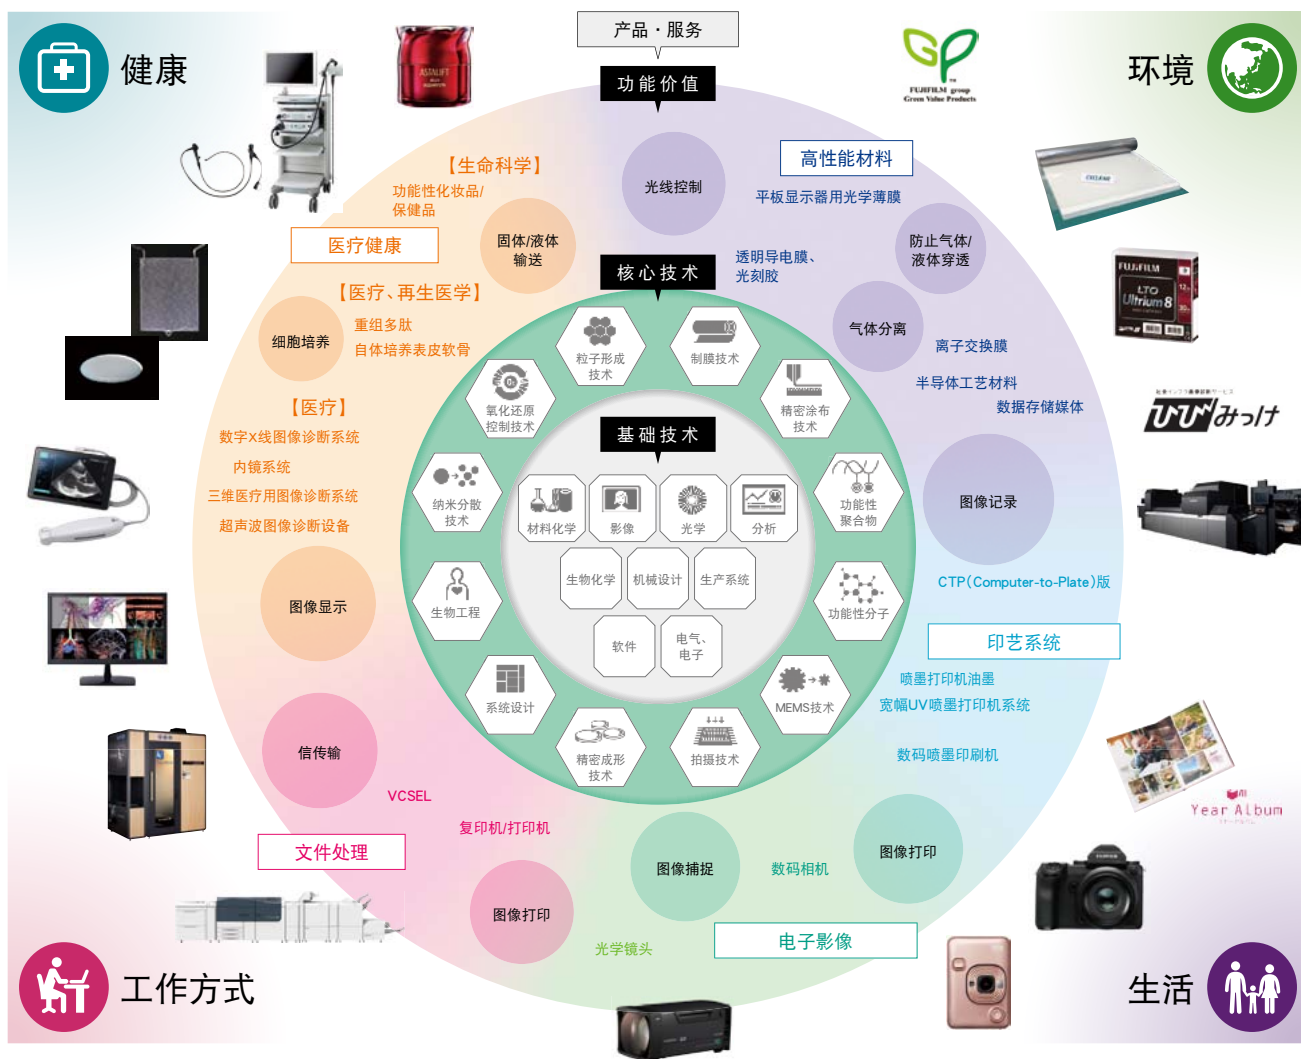 产品・服务
功能价值
健康
环境
ASTALIFT
GP
FUJIFILM group
Green Value Products
【生命科学】
功能性化妆品/
保健品
医疗健康
固体/液体
输送
光线控制
高性能材料
平板显示器用光学薄膜
防止气体/
液体穿透
透明导电膜、
光刻胶
核心技术
【医疗、再生医学】
重组多肽
自体培养表皮软骨
细胞培养
气体分离
离子交换膜
半导体工艺材料
数据存储媒体
FUJIFILM
LTO
Ultrium 8
ひびみっけ
粒子形成
技术
制膜技术
氧化还原
控制技术
精密涂布
技术
基础技术
【医疗】
数字X线图像诊断系统
内镜系统
三维医疗用图像诊断系统
超声波图像诊断设备
纳米分散
技术
功能性
聚合物
图像记录
材料化学
影像
光学
分析
生物化学
机械设计
生产系统
软件
电气、
电子
图像显示
生物工程
功能性分子
CTP(Computer-to-Plate)版
印艺系统
喷墨打印机油墨
宽幅UV喷墨打印机系统
数码喷墨印刷机
系统设计
MEMS技术
精密成形
技术
拍摄技术
信传输
VCSEL
复印机/打印机
文件处理
图像打印
图像捕捉
数码相机
图像打印
光学镜头
电子影像
Year Album
工作方式
生活